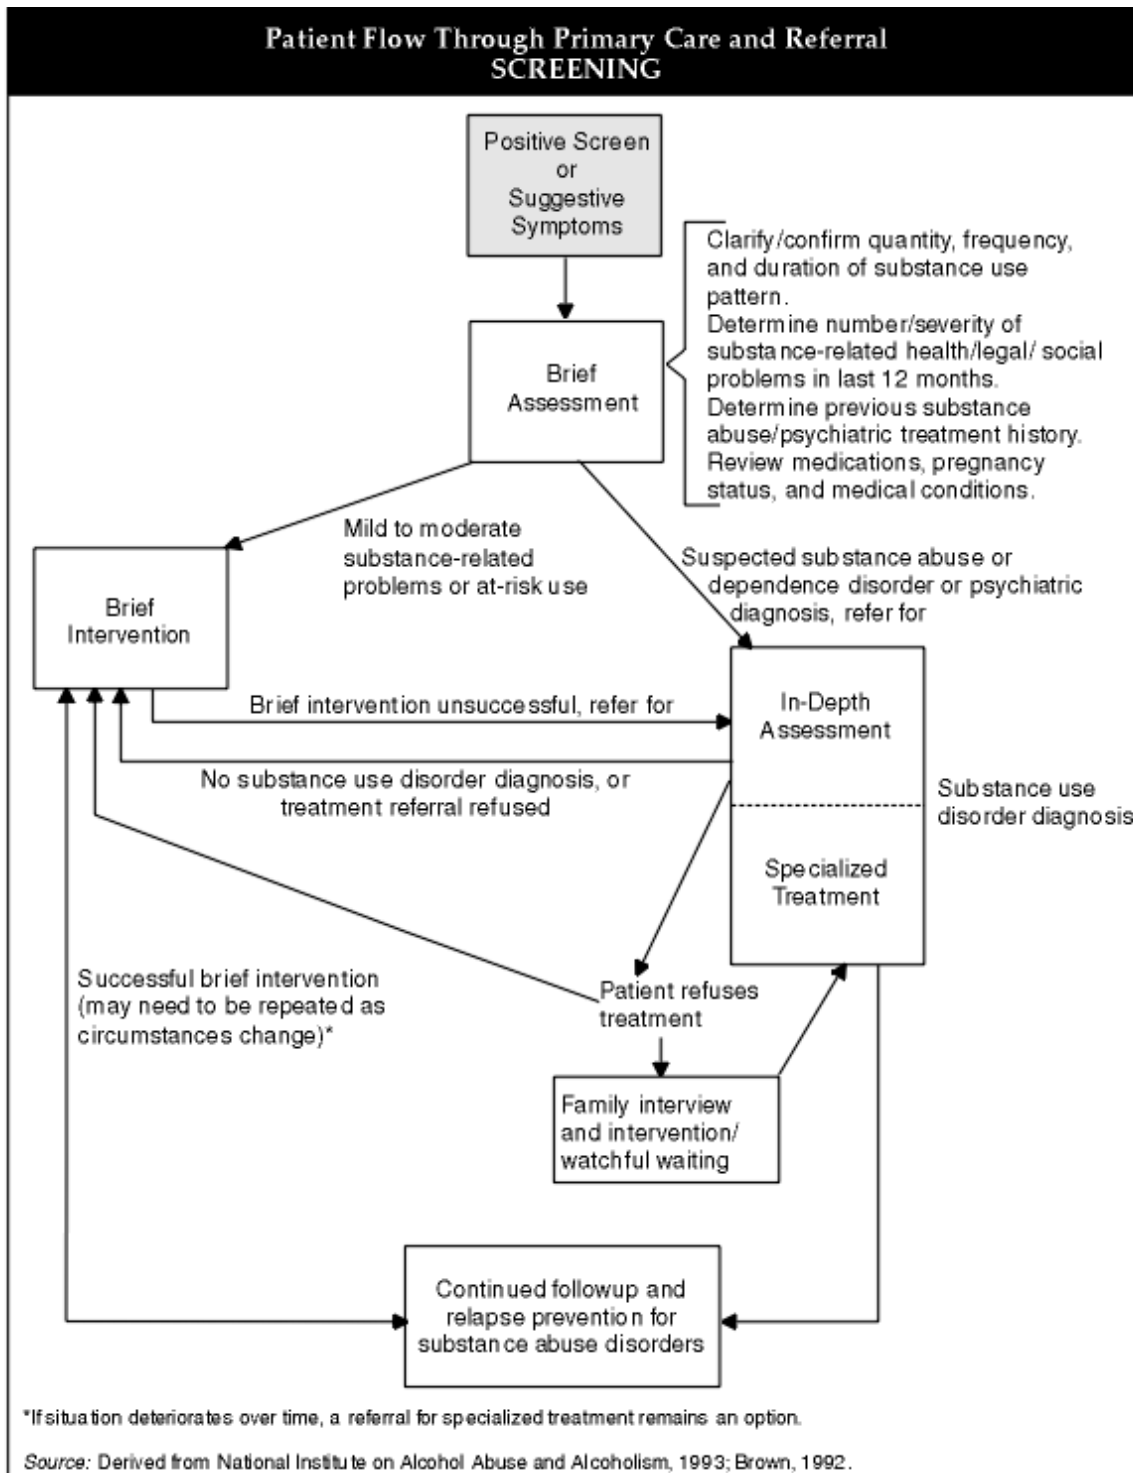 Patient Flow Through Primary Care and Referral
SCREENING
Positive Screen
or
Suggestive
Symptoms
Clarify/confirm quantity, frequency,
and duration of substance use
pattern.
Determine number/severity of
substance-related health/legal/ social
problems in last 12 months.
Determine previous substance
abuse/psychiatric treatment history.
Review medications, pregnancy
status, and medical conditions.
Brief
Assessment
Mild to moderate
substance-related
problems or at-risk use
Suspected substance abuse or
dependence disorder or psychiatric
diagnosis, refer for
Brief
Intervention
In-Depth
Assessment
Brief intervention unsuccessful, refer for
No substance use disorder diagnosis, or
treatment referral refused
Substance use
disorder diagnosis
Specialized
Treatment
Successful brief intervention
(may need to be repeated as
circumstances change)*
Patient refuses
treatment
Family interview
and intervention/
watchful waiting
Continued followup and
relapse prevention for
substance abuse disorders
*If situation deteriorates over time, a referral for specialized treatment remains an option.
Source: Derived from National Institute on Alcohol Abuse and Alcoholism, 1993; Brown, 1992.